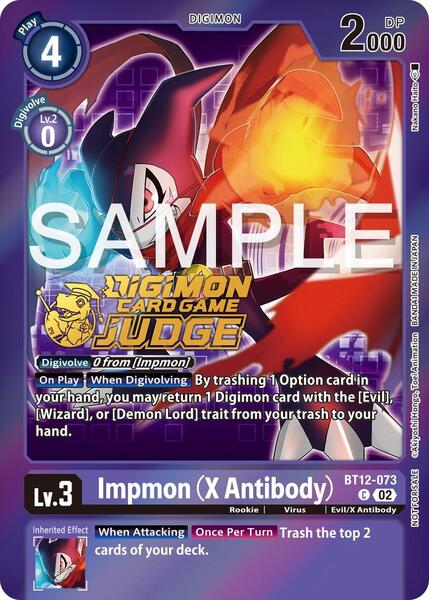 DIGIMON
Play
4
2000
DP
Digivolve
Lv.2
0
Nakano Haito
SAMPLE
DIGIMON
CARD GAME
JUDGE
Digivolve 0 from [Impmon]
On Play When Digivolving By trashing 1 Option card in
your hand, you may return 1 Digimon card with the [Evil],
[Wizard], or [Demon Lord] trait from your trash to your
hand.
©Akiyoshi Hongo, Toei Animation BANDAI MADE IN JAPAN
NOT FOR SALE
Lv.3
Impmon (X Antibody)
BT12-073
C 02
Rookie | Virus | Evil/X Antibody
Inherited Effect
When Attacking Once Per Turn Trash the top 2
cards of your deck.